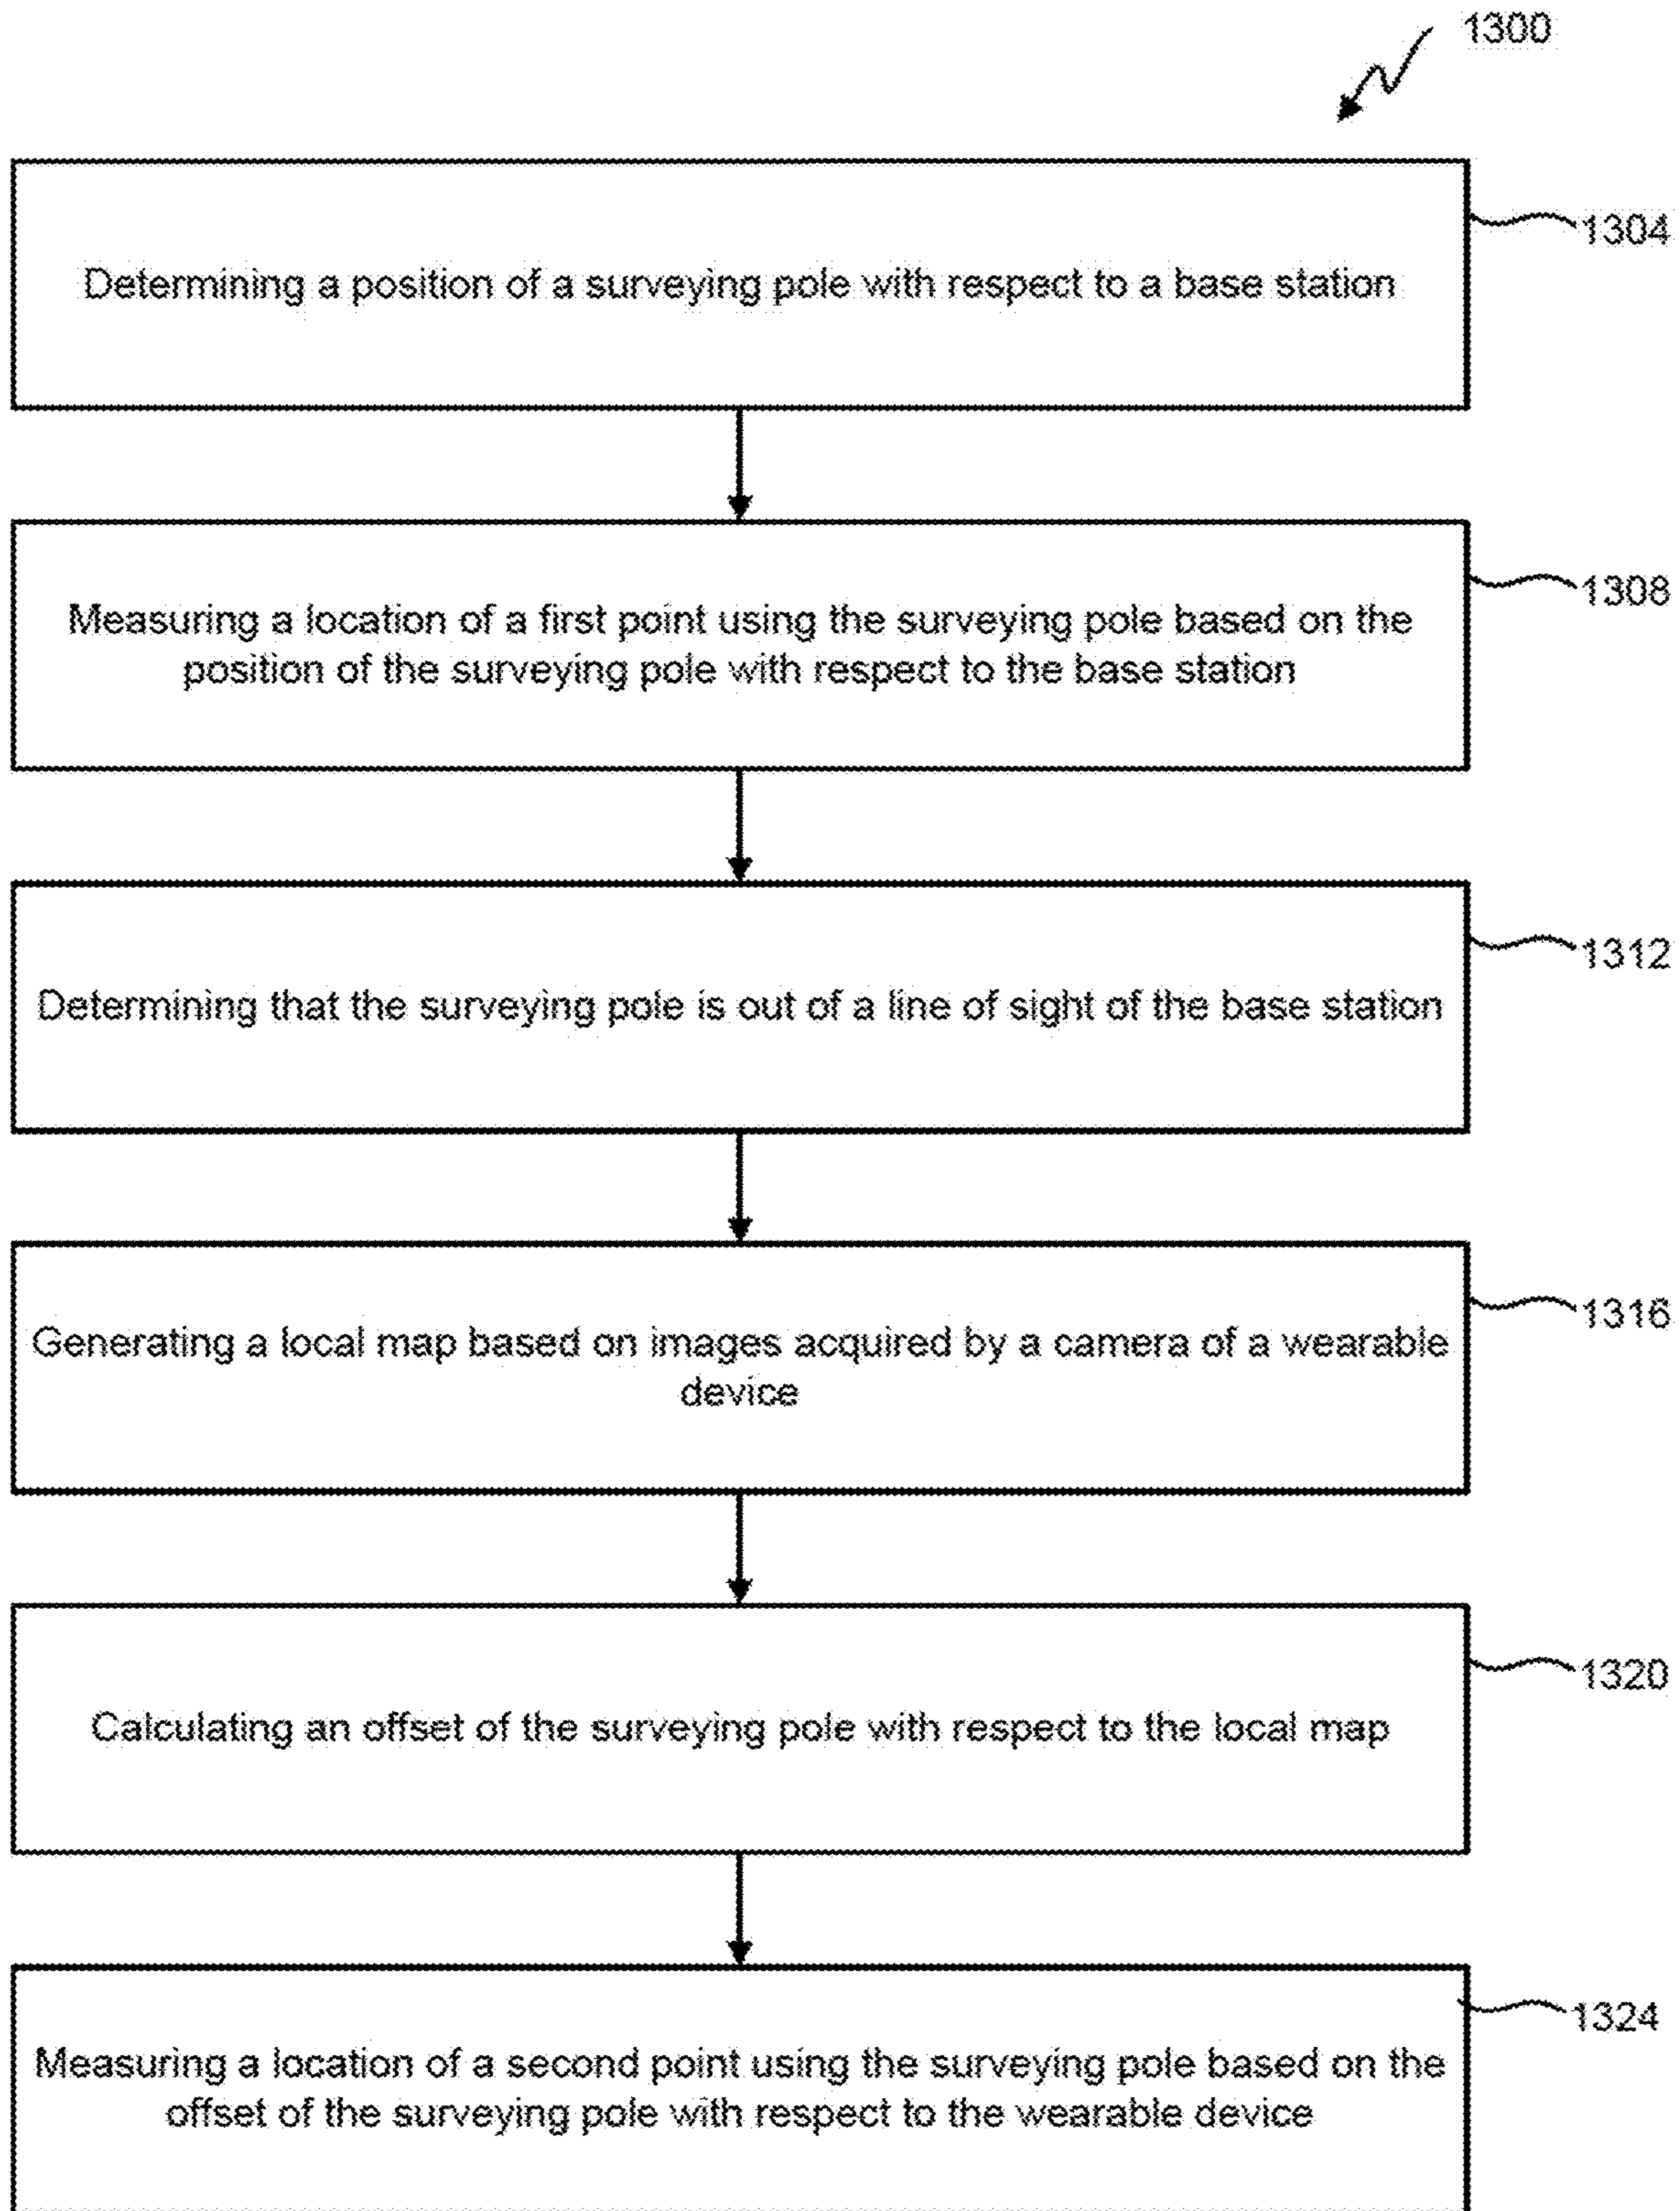 1300
Determining a position of a surveying pole with respect to a base station
1304
Measuring a location of a first point using the surveying pole based on the
position of the surveying pole with respect to the base station
1308
Determining that the surveying pole is out of a line of sight of the base station
1312
Generating a local map based on images acquired by a camera of a wearable
device
1316
Calculating an offset of the surveying pole with respect to the local map
1320
Measuring a location of a second point using the surveying pole based on the
offset of the surveying pole with respect to the wearable device
1324